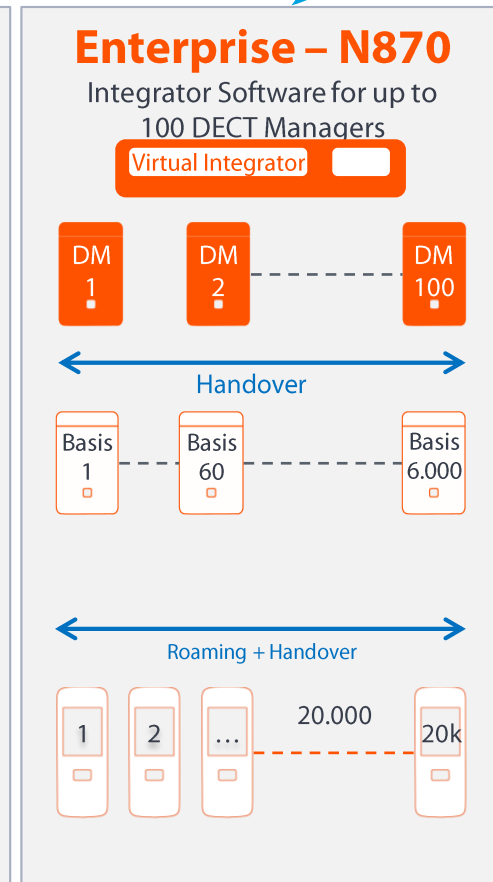 Enterprise – N870
Integrator Software for up to
100 DECT Managers
Virtual Integrator
DM
1
DM
2
DM
100
Handover
Basis
1
Basis
60
Basis
6.000
Roaming + Handover
1
2
...
20.000
20k